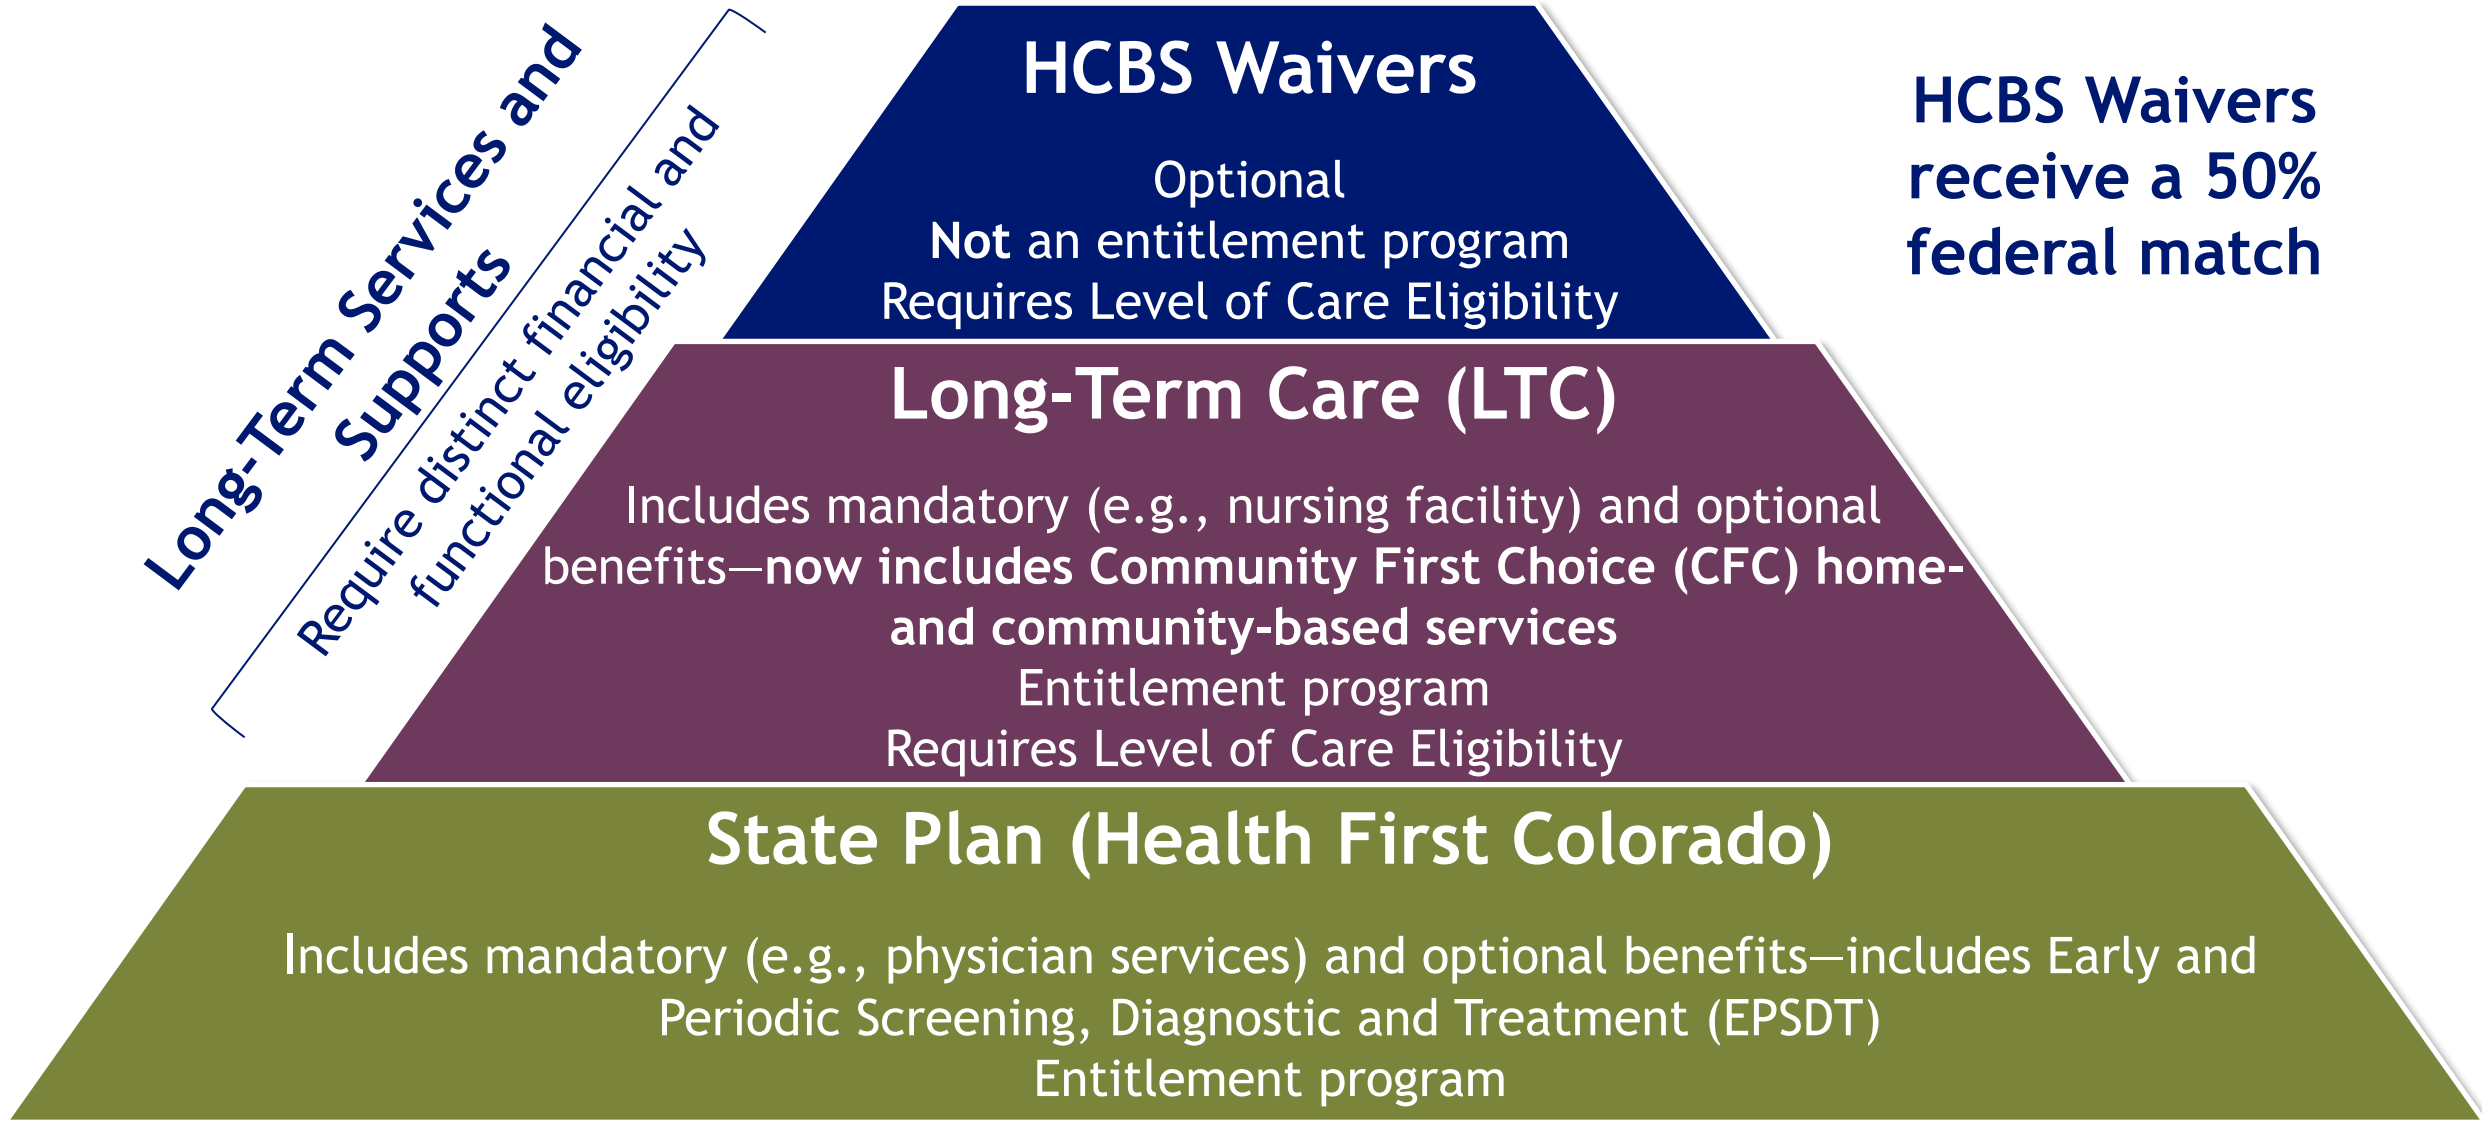 Long-Term Services and
Supports
Require distinct financial and
functional eligibility
HCBS Waivers
Optional
Not an entitlement program
Requires Level of Care Eligibility
HCBS Waivers
receive a 50%
federal match
Long-Term Care (LTC)
Includes mandatory (e.g., nursing facility) and optional
benefits—now includes Community First Choice (CFC) home-
and community-based services
Entitlement program
Requires Level of Care Eligibility
State Plan (Health First Colorado)
Includes mandatory (e.g., physician services) and optional benefits—includes Early and
Periodic Screening, Diagnostic and Treatment (EPSDT)
Entitlement program